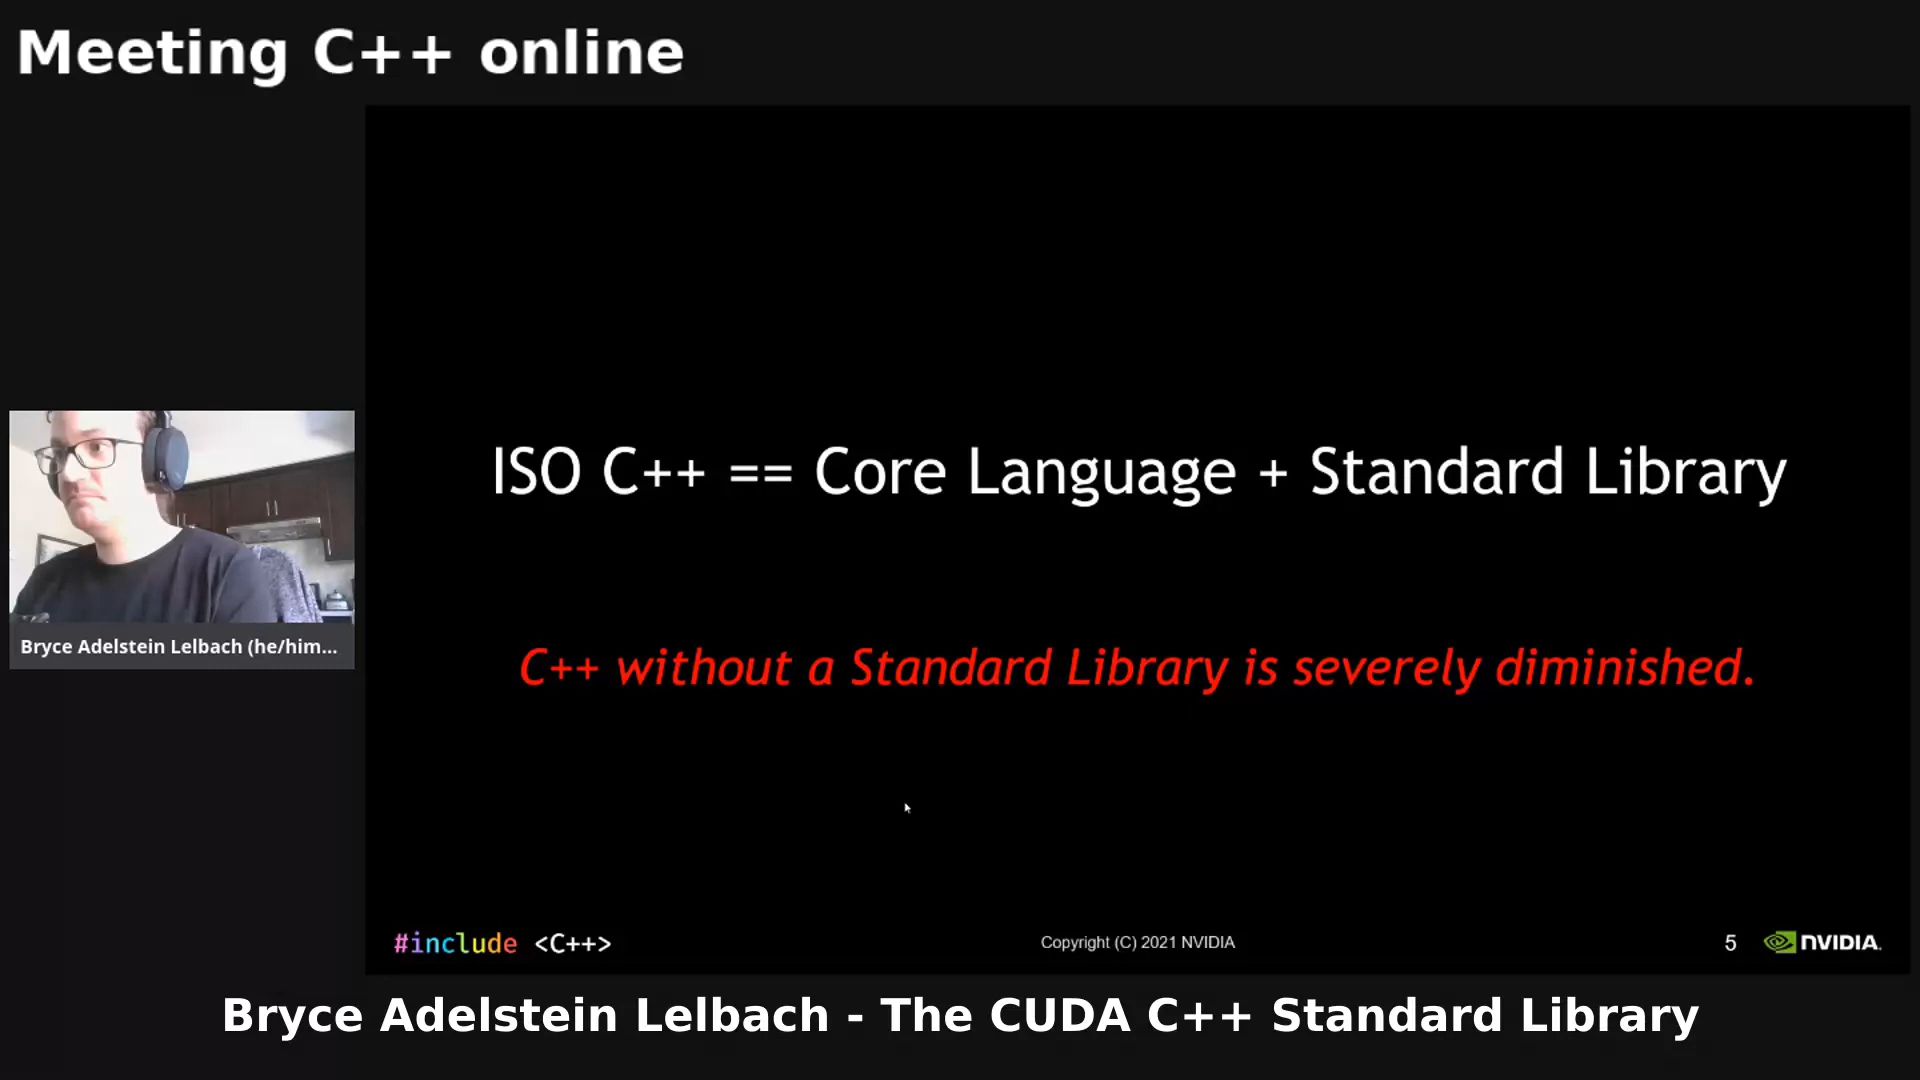 Meeting C++ online
ISO C++ == Core Language + Standard Library
C++ without a Standard Library is severely diminished.
Bryce Adelstein Lelbach (he/him...
#include <C++>
Copyright (C) 2021 NVIDIA
5
NVIDIA.
Bryce Adelstein Lelbach - The CUDA C++ Standard Library